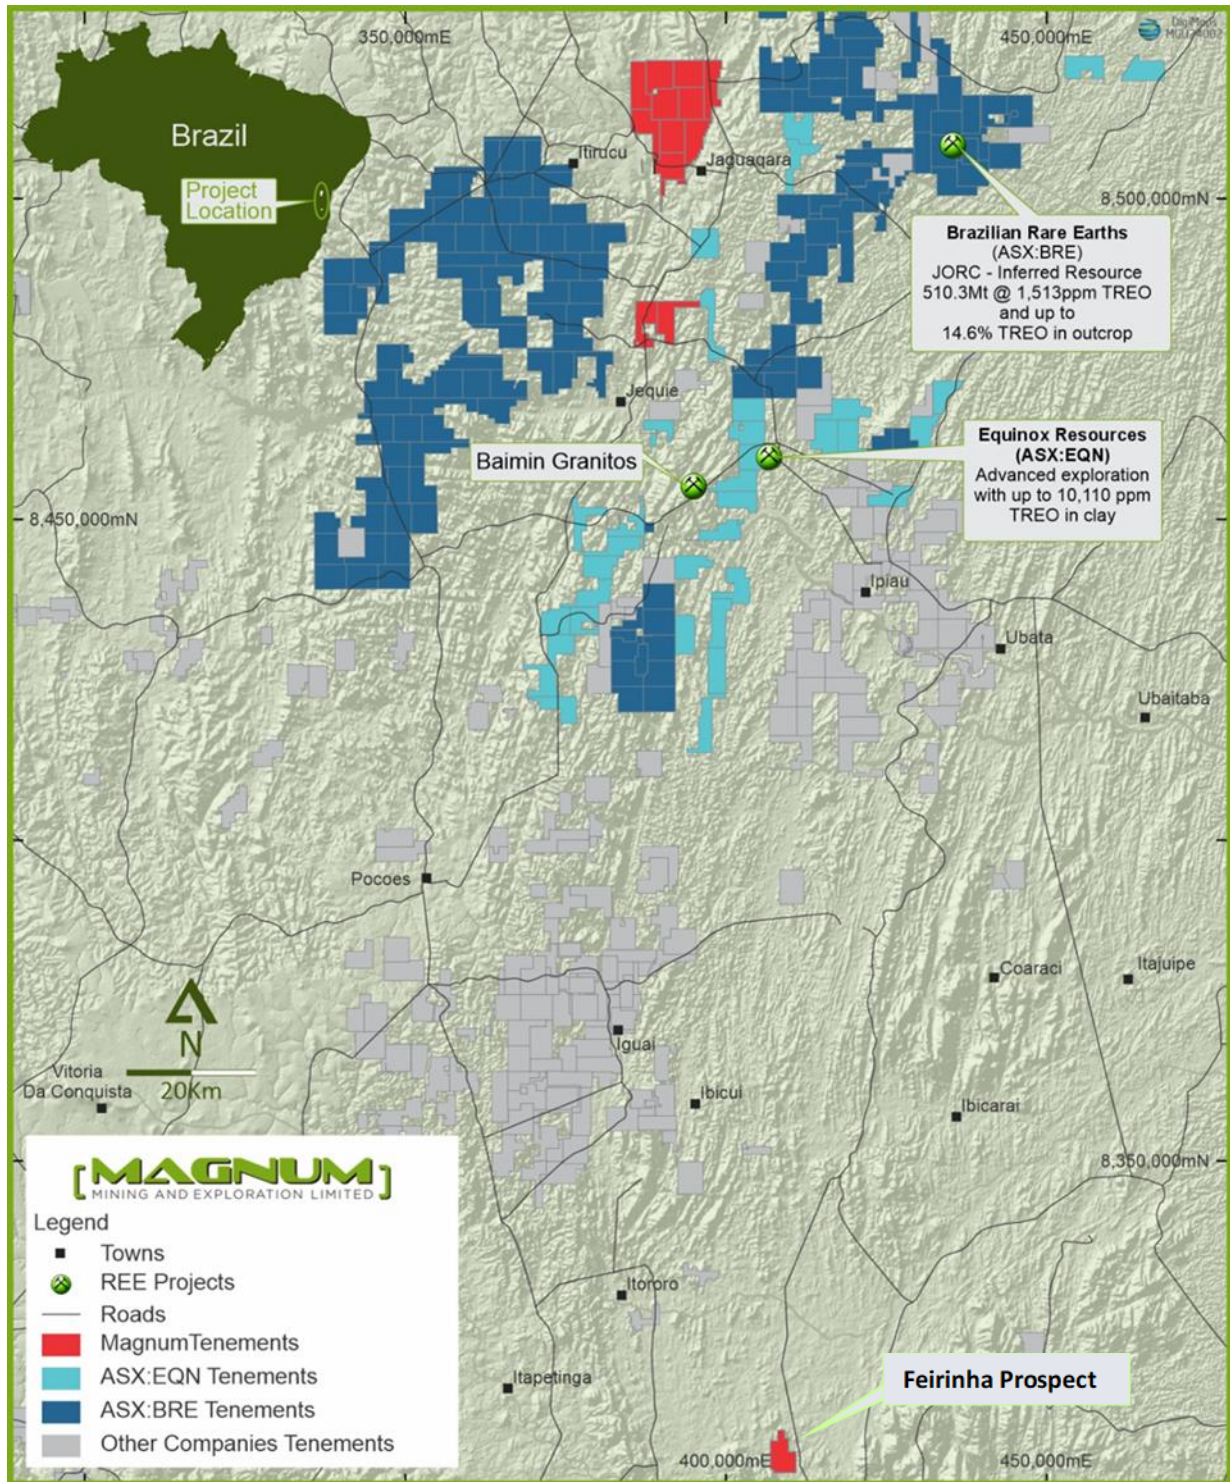 DigiMaps
MGU24002
350,000mE
450,000mE
Brazil
Project
Location
Itirucu
Jaguaqara
8,500,000mN
Brazilian Rare Earths
(ASX:BRE)
JORC - Inferred Resource
510.3Mt @ 1,513ppm TREO
and up to
14.6% TREO in outcrop
Jequie
Equinox Resources
(ASX:EQN)
Advanced exploration
with up to 10,110 ppm
TREO in clay
Baimin Granitos
8,450,000mN
Ipiau
Ubata
Ubaitaba
Pocoes
Coaraci
Itajuipe
N
20Km
Iguai
Vitoria
Da Conquista
Ibicui
Ibicarai
8,350,000mN
[MAGNUM]
MINING AND EXPLORATION LIMITED
Legend
Towns
REE Projects
Roads
MagnumTenements
ASX:EQN Tenements
ASX:BRE Tenements
Other Companies Tenements
Itororo
Itapetinga
Feirinha Prospect
400,000mE
450,000mE